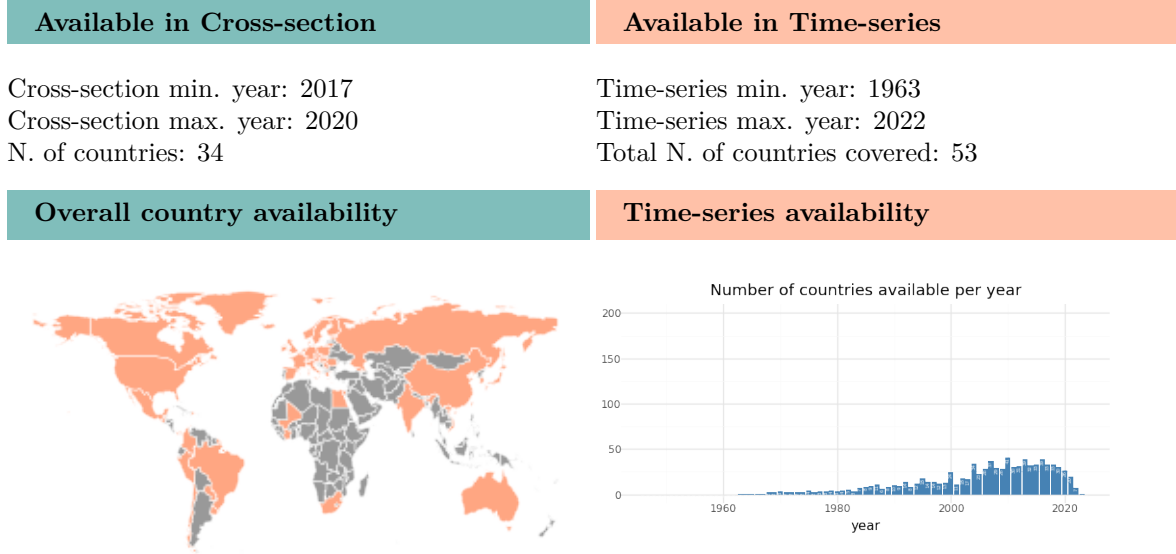 Available in Cross-section
Available in Time-series
Cross-section min. year: 2017
Cross-section max. year: 2020
N. of countries: 34
Time-series min. year: 1963
Time-series max. year: 2022
Total N. of countries covered: 53
Overall country availability
Time-series availability
Number of countries available per year
200
150
100
50
0
1960
1980
2000
2020
year